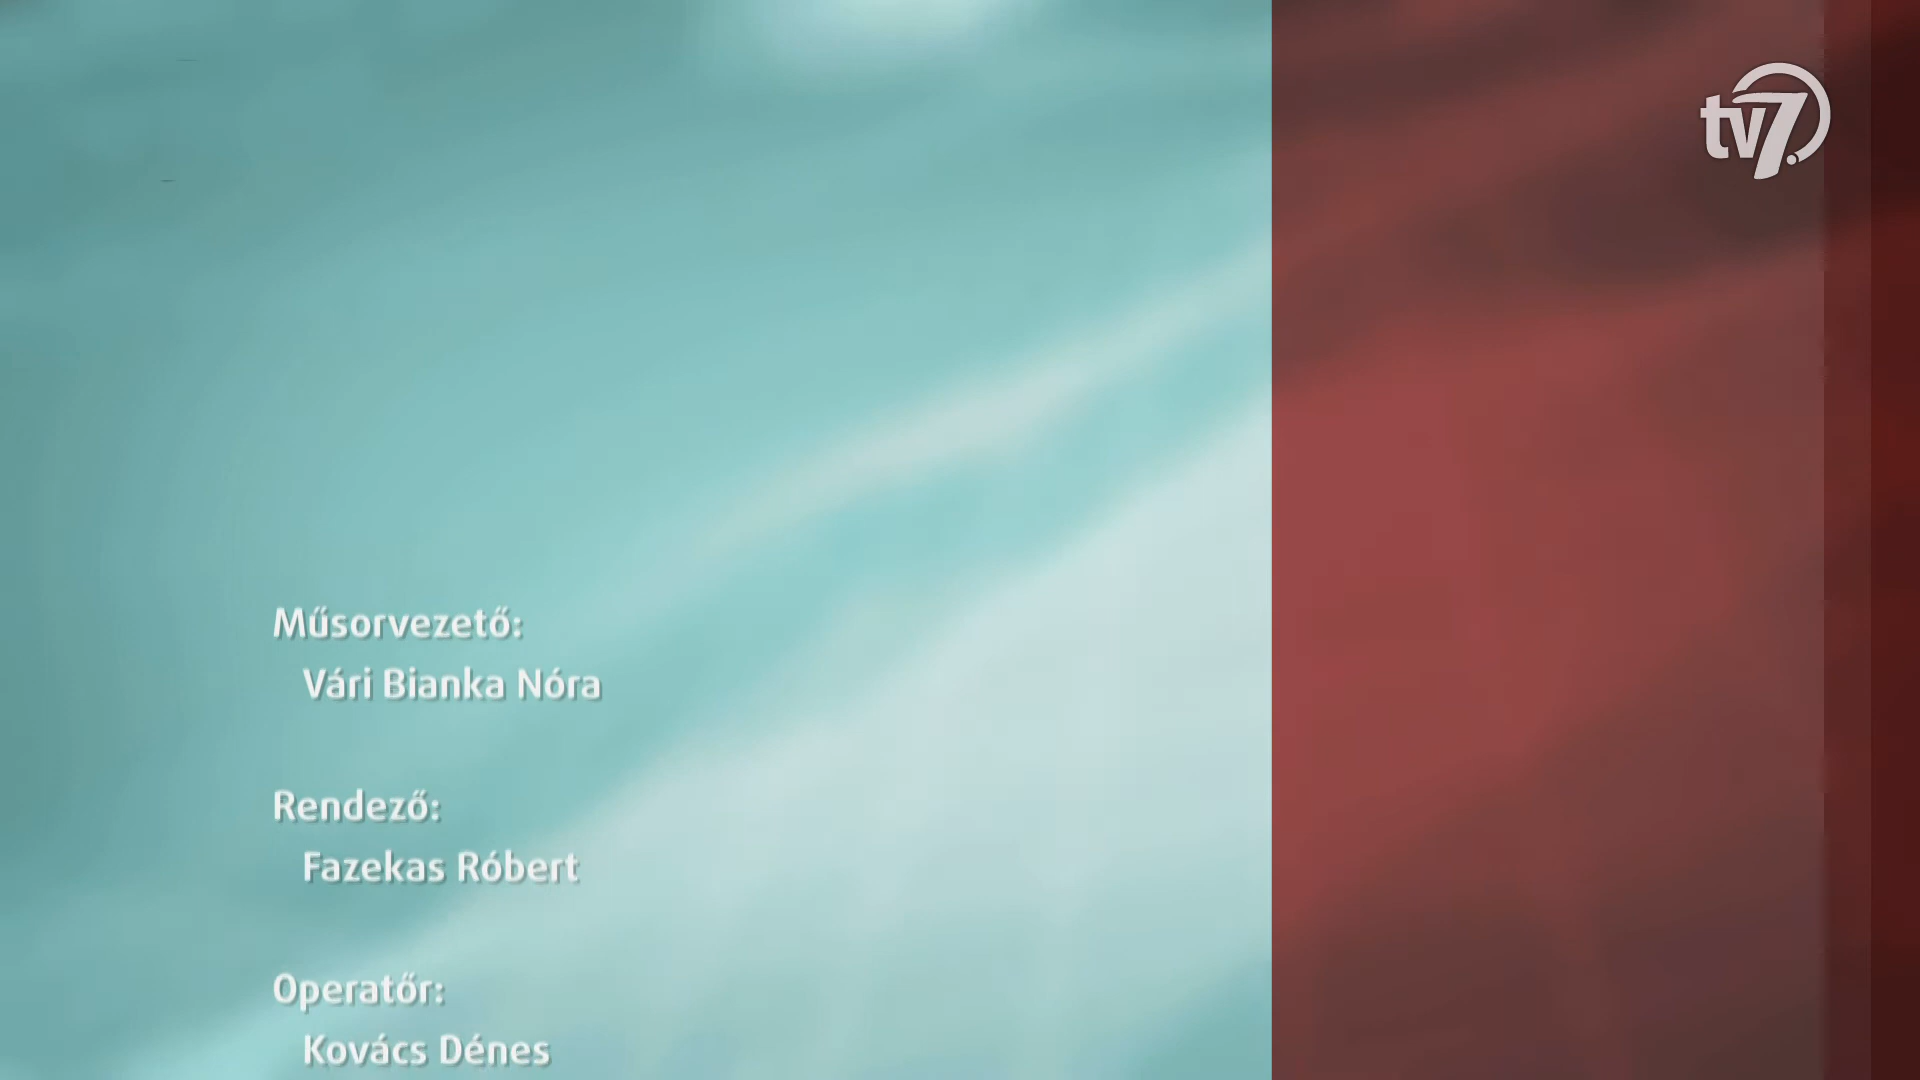 tv7
Műsorvezető:
Vári Bianka Nóra
Rendező:
Fazekas Róbert
Operatőr:
Kovács Dénes